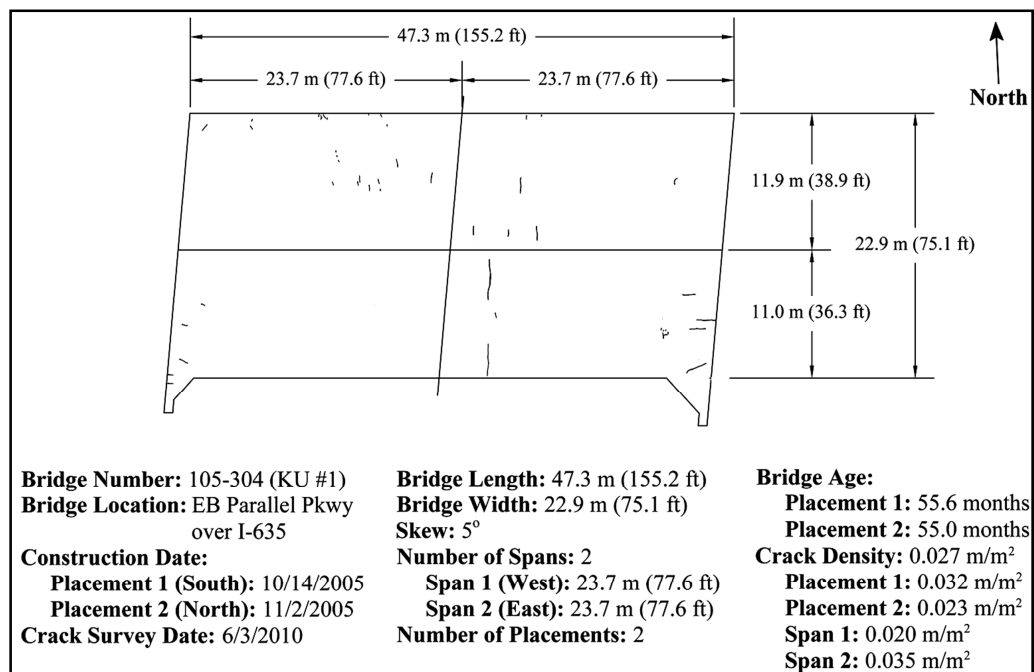 47.3 m (155.2 ft)
23.7 m (77.6 ft)
23.7 m (77.6 ft)
North
11.9 m (38.9 ft)
22.9 m (75.1 ft)
11.0 m (36.3 ft)
Bridge Number: 105-304 (KU #1)
Bridge Location: EB Parallel Pkwy
over I-635
Construction Date:
Placement 1 (South): 10/14/2005
Placement 2 (North): 11/2/2005
Crack Survey Date: 6/3/2010
Bridge Length: 47.3 m (155.2 ft)
Bridge Width: 22.9 m (75.1 ft)
Skew: 5°
Number of Spans: 2
Span 1 (West): 23.7 m (77.6 ft)
Span 2 (East): 23.7 m (77.6 ft)
Number of Placements: 2
Bridge Age:
Placement 1: 55.6 months
Placement 2: 55.0 months
Crack Density: 0.027 m/m²
Placement 1: 0.032 m/m²
Placement 2: 0.023 m/m²
Span 1: 0.020 m/m²
Span 2: 0.035 m/m²